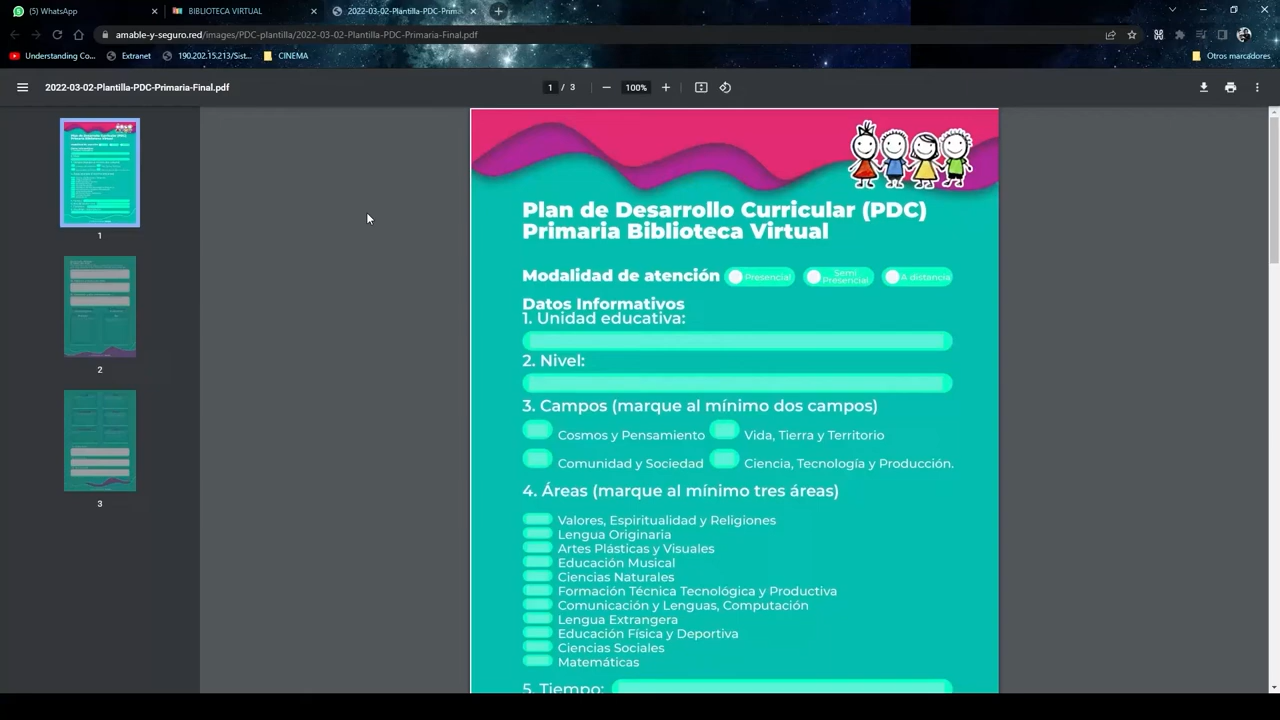 (5) WhatsApp
BIBLIOTECA VIRTUAL
2022-03-02-Plantilla-PDC-Prim
amable-y-seguro.red/images/PDC-plantilla/2022-03-02-Plantilla-PDC-Primaria-Final.pdf
Understanding Co...
Extranet
190.202.15.213/Sist...
CINEMA
Otros marcadores
2022-03-02-Plantilla-PDC-Primaria-Final.pdf
1 / 3
100%
1
2
3
Plan de Desarrollo Curricular (PDC)
Primaria Biblioteca Virtual
Modalidad de atención
Presencial
Semi
Presencial
A distancia
Datos Informativos
1. Unidad educativa:
2. Nivel:
3. Campos (marque al mínimo dos campos)
Cosmos y Pensamiento
Vida, Tierra y Territorio
Comunidad y Sociedad
Ciencia, Tecnología y Producción.
4. Áreas (marque al mínimo tres áreas)
Valores, Espiritualidad y Religiones
Lengua Originaria
Artes Plásticas y Visuales
Educación Musical
Ciencias Naturales
Formación Técnica Tecnológica y Productiva
Comunicación y Lenguas, Computación
Lengua Extrangera
Educación Física y Deportiva
Ciencias Sociales
Matemáticas
5. Tiempo: